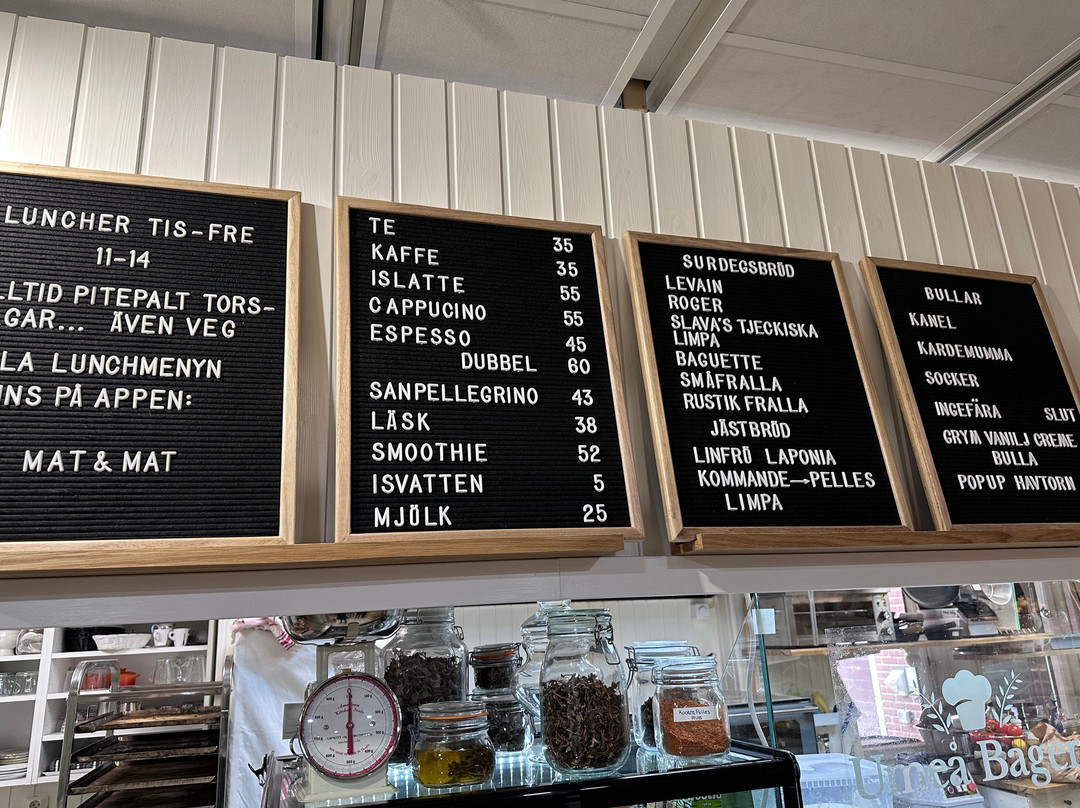 LUNCHER TIS-FRE
11-14
LLTID PITEPALT TORS-
GAR... ÄVEN VEG
LA LUNCHMENYN
NS PÅ APPEN:
MAT & MAT
TE 35
KAFFE 35
ISLATTE 55
CAPPUCINO 55
ESPESSO 45
DUBBEL 60
SANPELLEGRINO 43
LÄSK 38
SMOOTHIE 52
ISVATTEN 5
MJÖLK 25
SURDEGSBRÖD
LEVAIN
ROGER
SLAVA'S TJECKISKA
LIMPA
BAGUETTE
SMÅFRALLA
RUSTIK FRALLA
JÄSTBRÖD
LINFRÖ LAPONIA
KOMMANDE→PELLES
LIMPA
BULLAR
KANEL
KARDEMUMMA
SOCKER
INGEFÄRA SLUT
GRYM VANILJ CREME
BULLA
POPUP HAVTORN
Umeå Bager